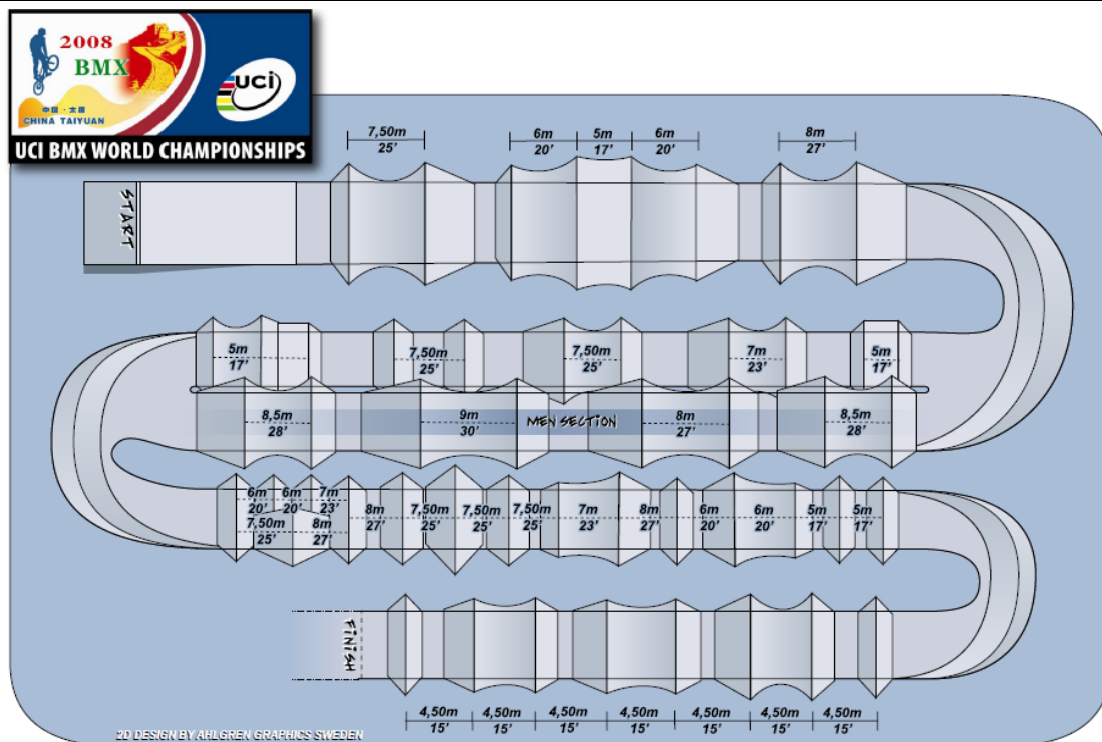 2008
BMX
中国·太原
CHINA TAIYUAN
UCI
UCI BMX WORLD CHAMPIONSHIPS
7,50m
25'
6m 5m 6m
20' 17' 20'
8m
27'
START
5m 7,50m 7,50m 7m 5m
17' 25' 25' 23' 17'
8,5m 9m MEN SECTION 8m 8,5m
28' 30' 27' 28'
6m 6m 7m
20' 20' 23'
8m 7,50m 7,50m 7,50m 7m 8m 6m 6m 5m 5m
27' 25' 25' 25' 23' 27' 20' 20' 17' 17'
7,50m 8m
25' 27'
FINISH
4,50m 4,50m 4,50m 4,50m 4,50m 4,50m 4,50m
15' 15' 15' 15' 15' 15' 15'
2D DESIGN BY AHLGREN GRAPHICS SWEDEN